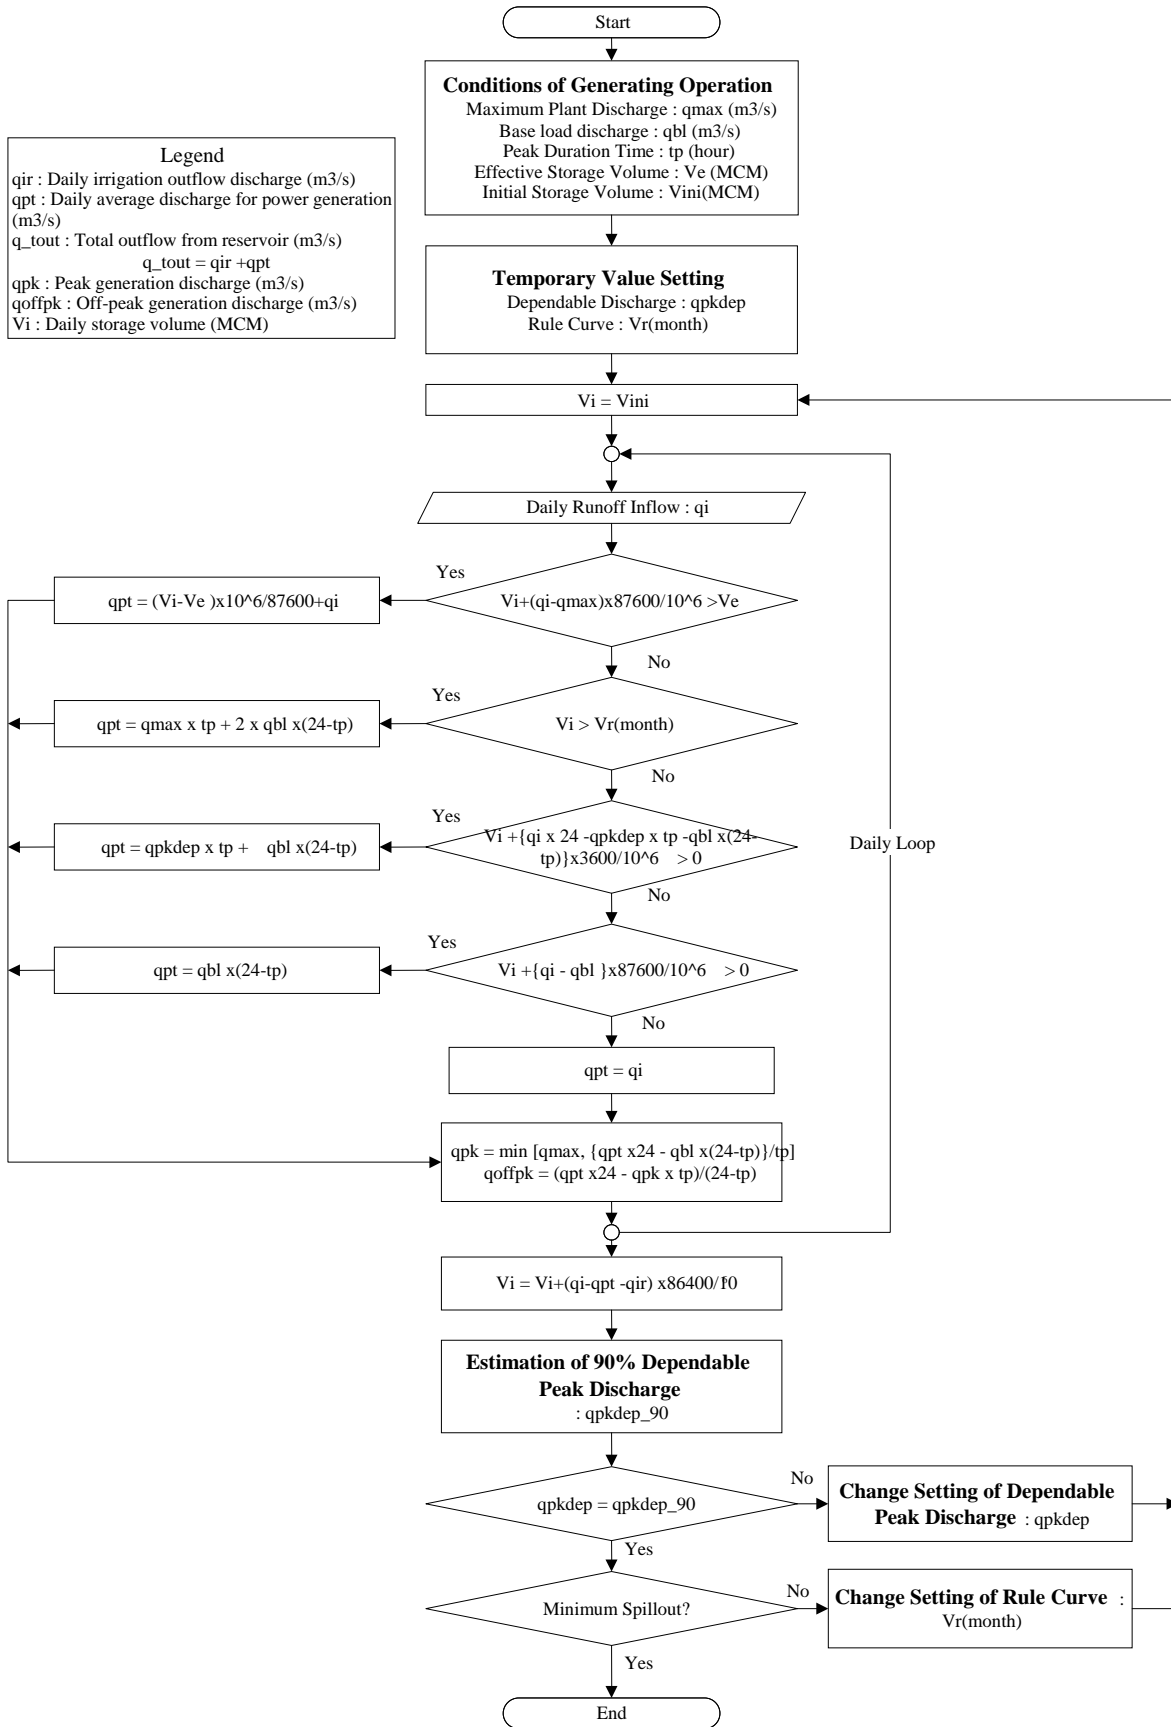 Start
Conditions of Generating Operation
Maximum Plant Discharge : qmax (m3/s)
Base load discharge : qbl (m3/s)
Peak Duration Time : tp (hour)
Effective Storage Volume : Ve (MCM)
Initial Storage Volume : Vini(MCM)
Legend
qir : Daily irrigation outflow discharge (m3/s)
qpt : Daily average discharge for power generation
(m3/s)
q_tout : Total outflow from reservoir (m3/s)
q_tout = qir +qpt
qpk : Peak generation discharge (m3/s)
qoffpk : Off-peak generation discharge (m3/s)
Vi : Daily storage volume (MCM)
Temporary Value Setting
Dependable Discharge : qpkdep
Rule Curve : Vr(month)
Vi = Vini
Daily Runoff Inflow : qi
Yes
qpt = (Vi-Ve )x10^6/87600+qi
Vi+(qi-qmax)x87600/10^6 >Ve
No
Yes
qpt = qmax x tp + 2 x qbl x(24-tp)
Vi > Vr(month)
No
Yes
qpt = qpkdep x tp + qbl x(24-tp)
Vi +{qi x 24 -qpkdep x tp -qbl x(24-
tp)}x3600/10^6 > 0
Daily Loop
No
Yes
qpt = qbl x(24-tp)
Vi +{qi - qbl }x87600/10^6 > 0
No
qpt = qi
qpk = min [qmax, {qpt x24 - qbl x(24-tp)}/tp]
qoffpk = (qpt x24 - qpk x tp)/(24-tp)
Vi = Vi+(qi-qpt -qir) x86400/10
Estimation of 90% Dependable
Peak Discharge
: qpkdep_90
qpkdep = qpkdep_90
No
Change Setting of Dependable
Peak Discharge : qpkdep
Yes
Minimum Spillout?
No
Change Setting of Rule Curve :
Vr(month)
Yes
End